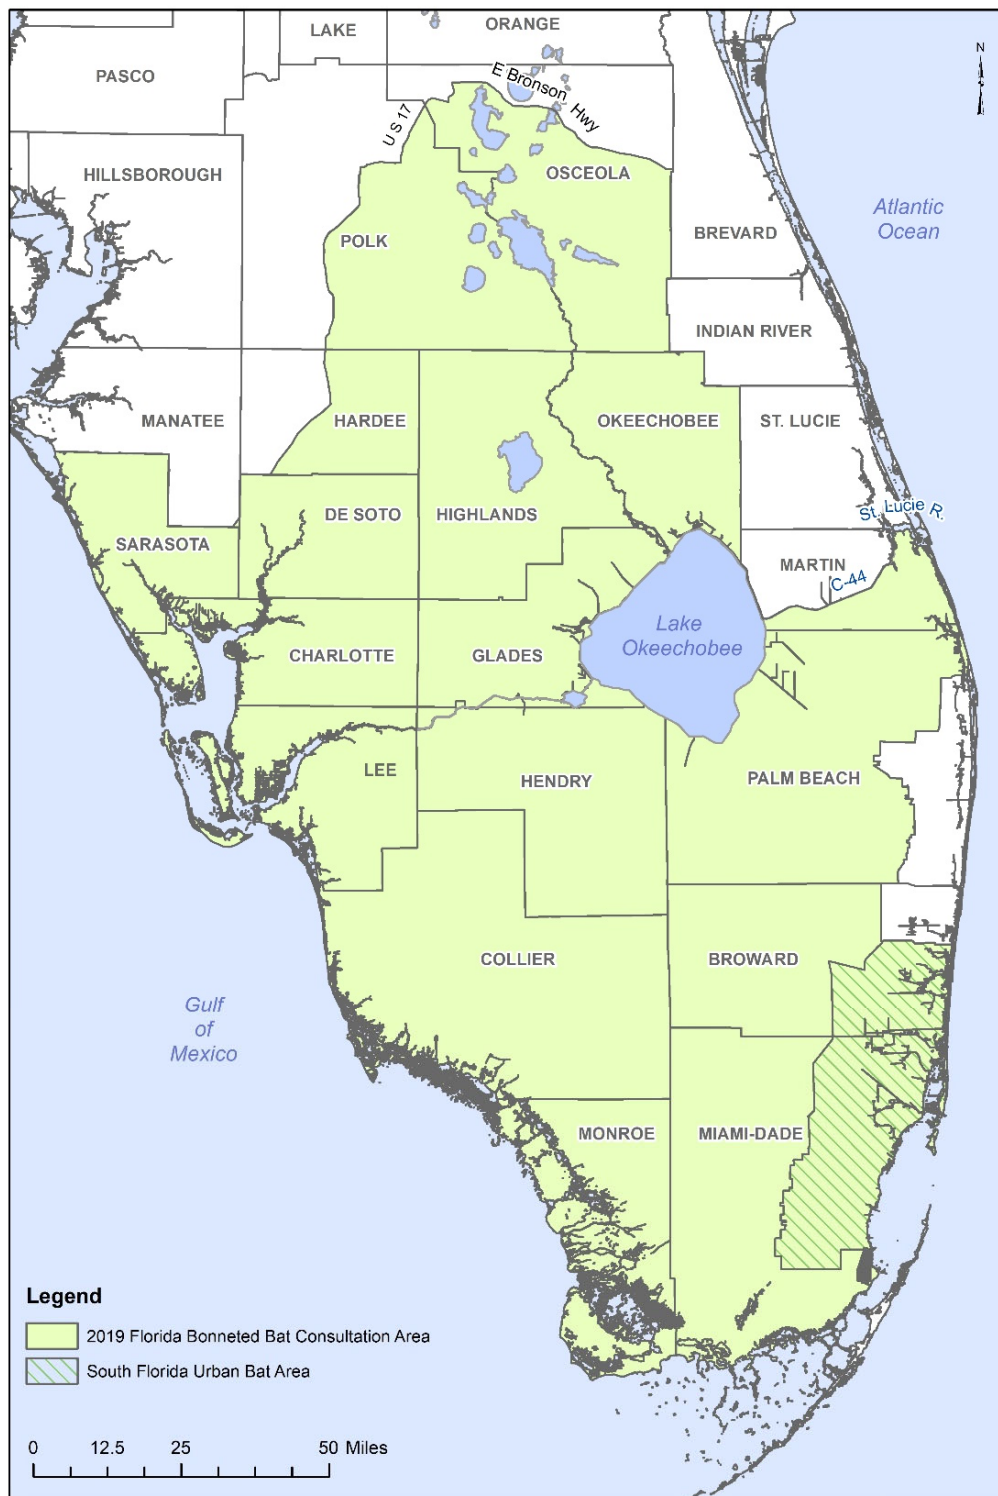 LAKE
ORANGE
PASCO
E Bronson Hwy
N
U S 17
HILLSBOROUGH
OSCEOLA
Atlantic
Ocean
POLK
BREVARD
INDIAN RIVER
MANATEE
HARDEE
OKEECHOBEE
ST. LUCIE
DE SOTO
HIGHLANDS
St. Lucie R.
SARASOTA
MARTIN
C-44
Lake
Okeechobee
CHARLOTTE
GLADES
LEE
HENDRY
PALM BEACH
COLLIER
BROWARD
Gulf
of
Mexico
MONROE
MIAMI-DADE
Legend
2019 Florida Bonneted Bat Consultation Area
South Florida Urban Bat Area
0 12.5 25 50 Miles